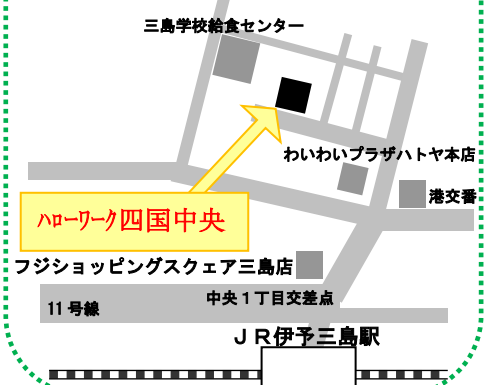 三島学校給食センター
わいわいプラザハトヤ本店
港交番
ﾊﾛｰﾜｰｸ四国中央
フジショッピングスクェア三島店
中央１丁目交差点
11号線
ＪＲ伊予三島駅